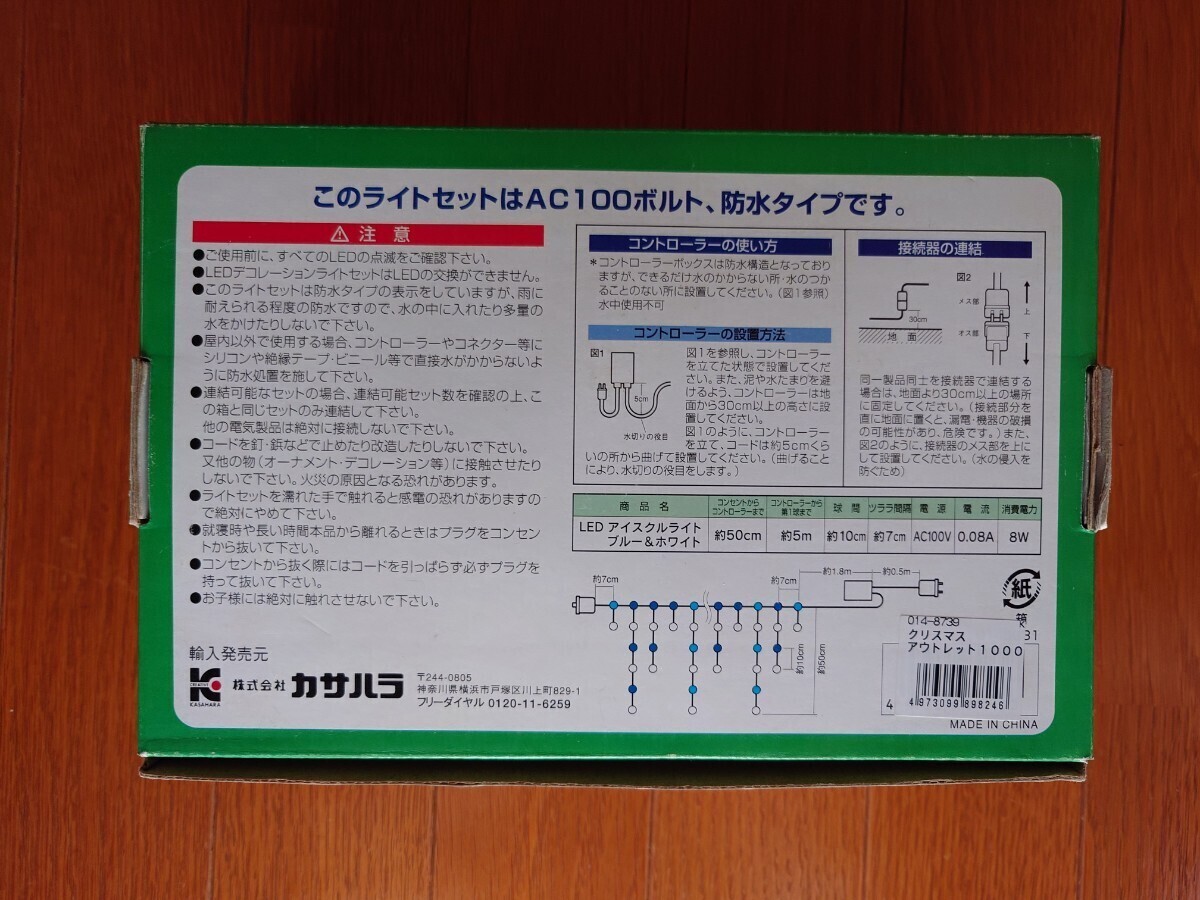 このライトセットはAC100ボルト、防水タイプです。
⚠注意
●ご使用前に、すべてのLEDの点滅をご確認下さい。
●LEDデコレーションライトセットはLEDの交換ができません。
●このライトセットは防水タイプの表示をしていますが、雨に
耐えられる程度の防水ですので、水の中に入れたり多量の
水をかけたりしないで下さい。
●屋内以外で使用する場合、コントローラーやコネクター等に
シリコンや絶縁テープ・ビニール等で直接水がかからないよ
うに防水処置を施して下さい。
●連結可能なセットの場合、連結可能セット数を確認の上、こ
の箱と同じセットのみ連結して下さい。
他の電気製品は絶対に接続しないで下さい。
●コードを釘・鋲などで止めたり改造したりしないで下さい。
又他の物(オーナメント・デコレーション等)に接触させたり
しないで下さい。火災の原因となる恐れがあります。
●ライトセットを濡れた手で触れると感電の恐れがありますの
で絶対にやめて下さい。
●就寝時や長い時間本品から離れるときはプラグをコンセン
トから抜いて下さい。
●コンセントから抜く際にはコードを引っぱらず必ずプラグを
持って抜いて下さい。
●お子様には絶対に触れさせないで下さい。
コントローラーの使い方
*コントローラーボックスは防水構造となっており
ますが、できるだけ水のかからない所・水のつか
ることのない所に設置してください。(図1参照)
水中使用不可
コントローラーの設置方法
図1
5cm
水切りの役目
図1を参照し、コントローラー
を立てた状態で設置してくださ
い。また、泥や水たまりを避
けるよう、コントローラーは地
面から30cm以上の高さに設
置してください。
図1のように、コントローラー
を立て、コードは約5cmくら
いの所から曲げて設置してください。(曲げること
により、水切りの役目をします。)
接続器の連結
図2
メス部
上
30cm
オス部
地面
下
同一製品同士を接続器で連結する
場合は、地面より30cm以上の場所
に固定してください。(接続部分を
直に地面に置くと、漏電・機器の破損
の可能性があり、危険です。)また、
図2のように、接続器のメス部を上に
して設置してください。(水の侵入を
防ぐため)
商品名 コンセントから コントローラーまで コントローラーから 第1球まで 球間 ツララ間隔 電源 電流 消費電力
LED アイスクルライト ブルー&ホワイト 約50cm 約5m 約10cm 約7cm AC100V 0.08A 8W
約7cm
約7cm
約1.8m
約0.5m
約10cm
約50cm
紙
箱
014-8739
クリスマス
31
アウトレット1000
4
4973099898246
MADE IN CHINA
輸入発売元
CREATIVE
KASAHARA
株式会社 カサハラ
〒244-0805
神奈川県横浜市戸塚区川上町829-1
フリーダイヤル 0120-11-6259